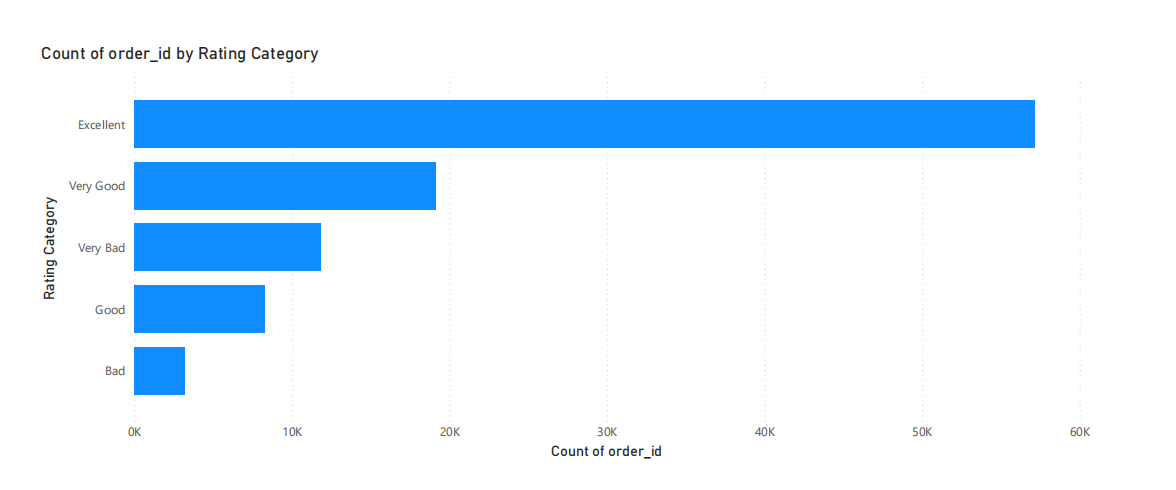 Count of order_id by Rating Category
Rating Category
Excellent
Very Good
Very Bad
Good
Bad
0K 10K 20K 30K 40K 50K 60K
Count of order_id